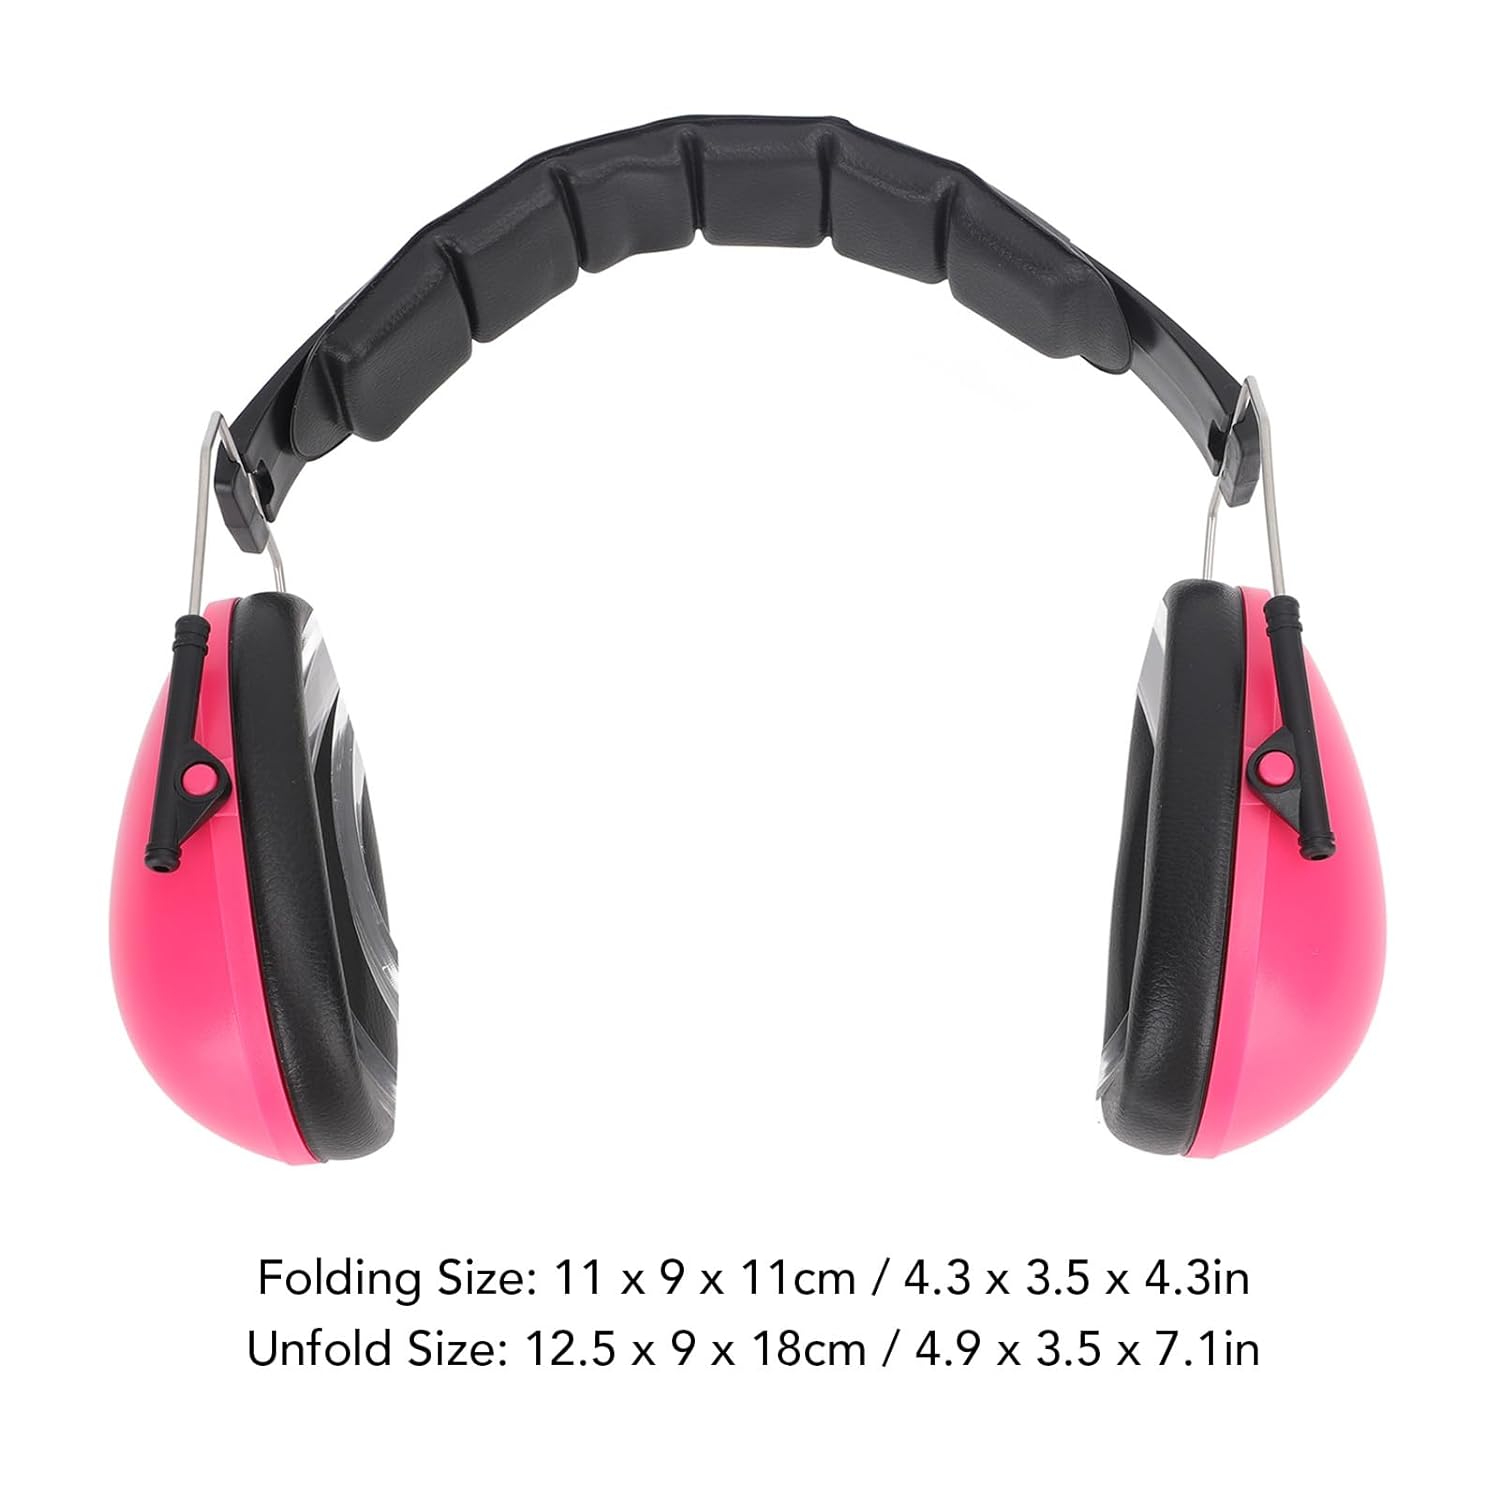 Folding Size: 11 x 9 x 11cm / 4.3 x 3.5 x 4.3in
Unfold Size: 12.5 x 9 x 18cm / 4.9 x 3.5 x 7.1in